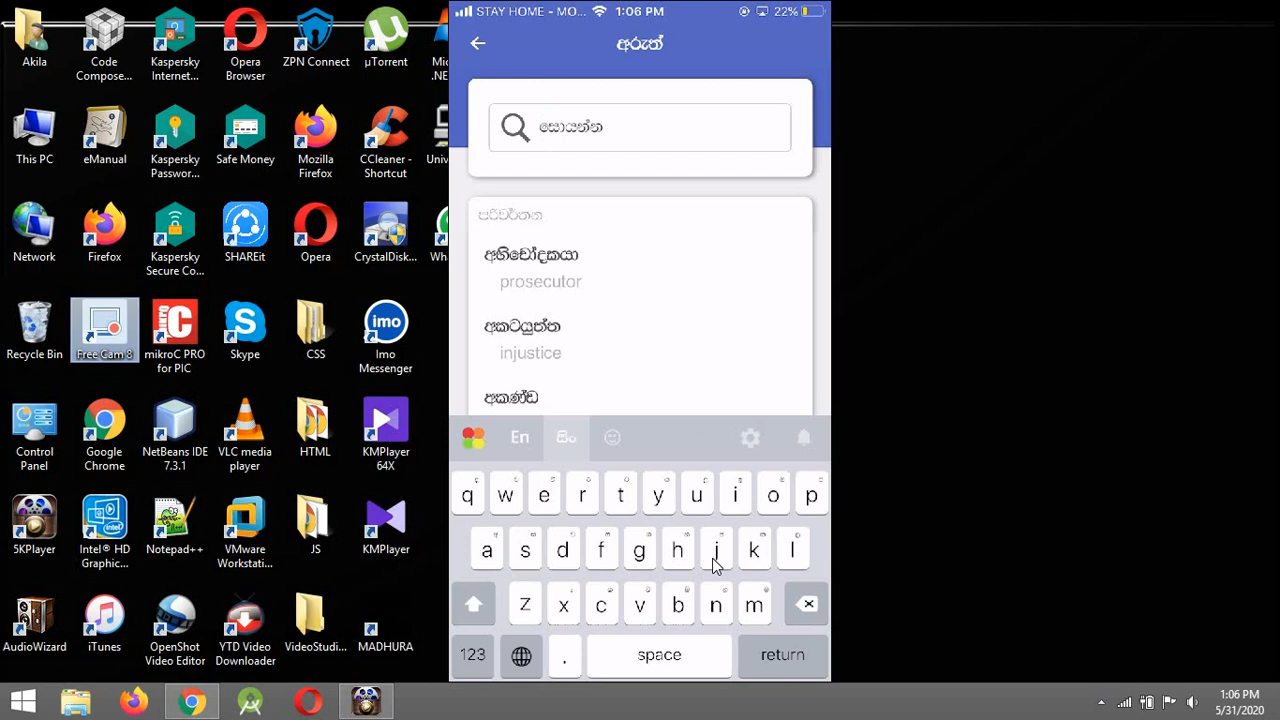 Akila
Code
Compose...
Kaspersky
Internet...
Opera
Browser
ZPN Connect
µTorrent
.NE
This PC
eManual
Kaspersky
Passwor...
Safe Money
Mozilla
Firefox
CCleaner -
Shortcut
Network
Firefox
Kaspersky
Secure Co...
SHAREit
Opera
CrystalDisk...
Recycle Bin
Free Cam 8
mikroC PRO
for PIC
Skype
CSS
Imo
Messenger
Control
Panel
Google
Chrome
NetBeans IDE
7.3.1
VLC media
player
HTML
KMPlayer
64X
5KPlayer
Intel® HD
Graphic...
Notepad++
VMware
Workstati...
JS
KMPlayer
AudioWizard
iTunes
OpenShot
Video Editor
YTD Video
Downloader
VideoStudi...
MADHURA
STAY HOME - MO... 1:06 PM 22%
අරුත්
සොයන්න
පරිවර්තන
අභිචෝදකයා
prosecutor
අකටයුත්ත
injustice
අකණ්ඩ
En සිං
q w e r t y u i o p
a s d f g h j k l
z x c v b n m
123 . space return
1:06 PM
5/31/2020